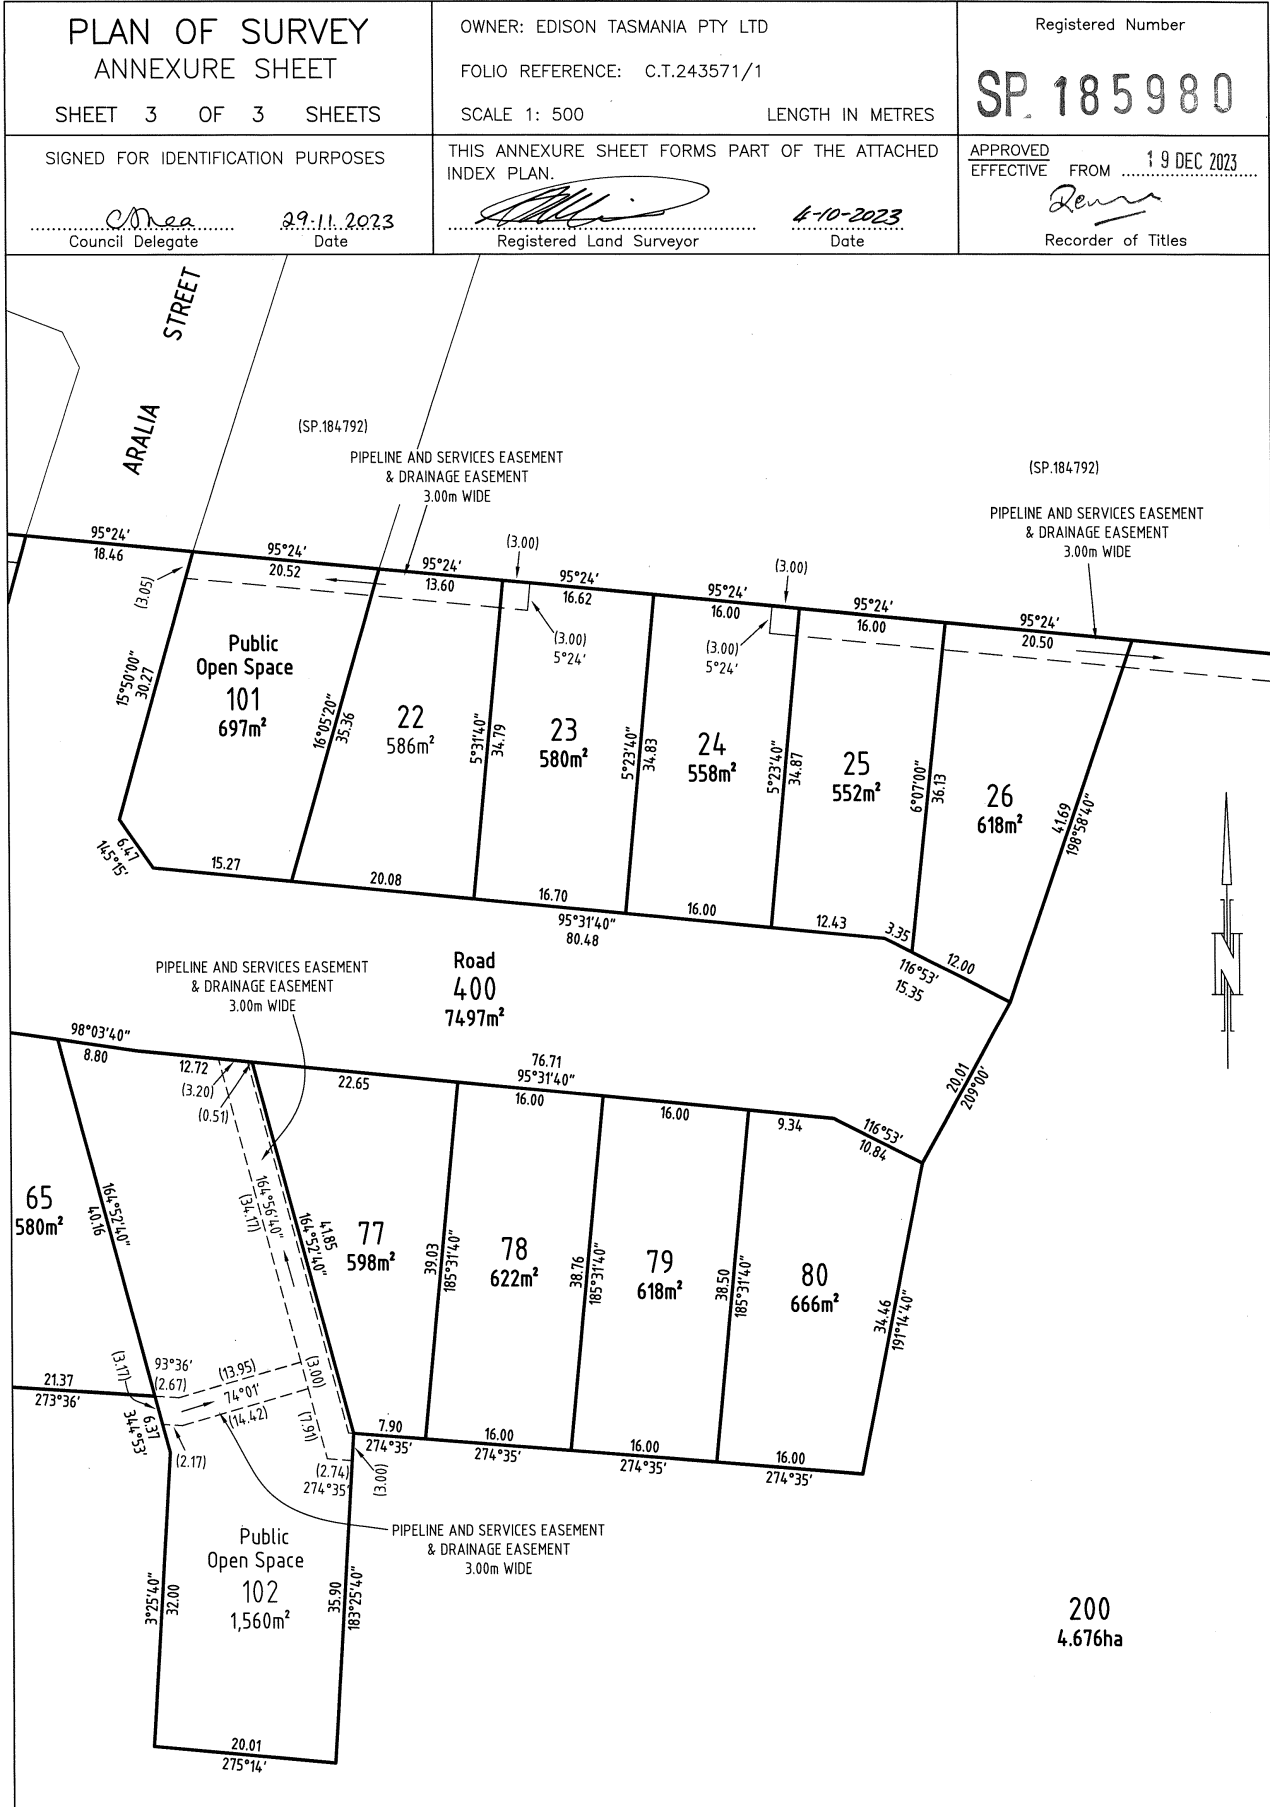 PLAN OF SURVEY
ANNEXURE SHEET
SHEET 3 OF 3 SHEETS
OWNER: EDISON TASMANIA PTY LTD
FOLIO REFERENCE: C.T.243571/1
SCALE 1: 500 LENGTH IN METRES
Registered Number
SP. 185980
SIGNED FOR IDENTIFICATION PURPOSES
29.11.2023
Council Delegate Date
THIS ANNEXURE SHEET FORMS PART OF THE ATTACHED
INDEX PLAN.
4-10-2023
Registered Land Surveyor Date
APPROVED
EFFECTIVE FROM 19 DEC 2023
Recorder of Titles
ARALIA STREET
(SP.184792)
PIPELINE AND SERVICES EASEMENT
& DRAINAGE EASEMENT
3.00m WIDE
(SP.184792)
PIPELINE AND SERVICES EASEMENT
& DRAINAGE EASEMENT
3.00m WIDE
95°24'
18.46
95°24'
20.52
95°24'
13.60
(3.00)
95°24'
16.62
95°24'
16.00
(3.00)
95°24'
16.00
95°24'
20.50
(3.05)
(3.00)
5°24'
(3.00)
5°24'
15°50'00"
30.27
Public
Open Space
101
697m²
16°05'20"
35.36
22
586m²
5°31'40"
34.79
23
580m²
5°23'40"
34.83
24
558m²
5°23'40"
34.87
25
552m²
6°07'00"
36.13
26
618m²
41.69
198°58'40"
6.47
145°15'
15.27
20.08
16.70
95°31'40"
80.48
16.00
12.43
3.35
12.00
116°53'
15.35
N
Road
400
7497m²
PIPELINE AND SERVICES EASEMENT
& DRAINAGE EASEMENT
3.00m WIDE
98°03'40"
8.80
12.72
(3.20)
(0.51)
22.65
76.71
95°31'40"
16.00
16.00
9.34
116°53'
10.84
20.01
209°00'
65
580m²
164°52'40"
40.16
164°56'40"
(34.17)
41.85
164°52'40"
77
598m²
39.03
185°31'40"
78
622m²
38.76
185°31'40"
79
618m²
38.50
185°31'40"
80
666m²
34.46
191°14'40"
21.37
273°36'
(3.17)
93°36'
(2.67)
(13.95)
74°01'
(14.42)
(3.00)
(7.91)
6.37
344°53'
(2.17)
(2.74)
274°35'
(3.00)
7.90
274°35'
16.00
274°35'
16.00
274°35'
16.00
274°35'
PIPELINE AND SERVICES EASEMENT
& DRAINAGE EASEMENT
3.00m WIDE
Public
Open Space
102
1,560m²
3°25'40"
32.00
35.90
183°25'40"
20.01
275°14'
200
4.676ha